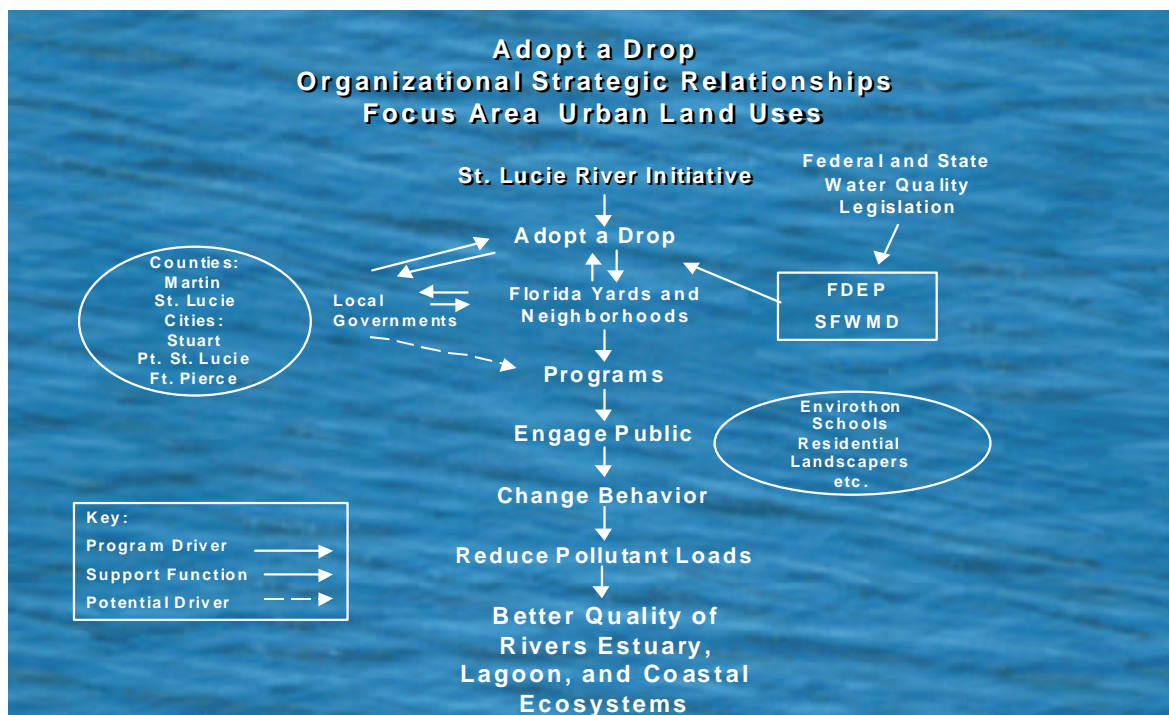 Adopt a Drop
Organizational Strategic Relationships
Focus Area Urban Land Uses
St. Lucie River Initiative
Federal and State
Water Quality
Legislation
Adopt a Drop
Counties:
Martin
St. Lucie
Cities:
Stuart
Pt. St. Lucie
Ft. Pierce
Local
Governments
Florida Yards and
Neighborhoods
FDEP
SFWMD
Programs
Engage Public
Envirothon
Schools
Residential
Landscapers
etc.
Change Behavior
Key:
Program Driver
Support Function
Potential Driver
Reduce Pollutant Loads
Better Quality of
Rivers Estuary,
Lagoon, and Coastal
Ecosystems